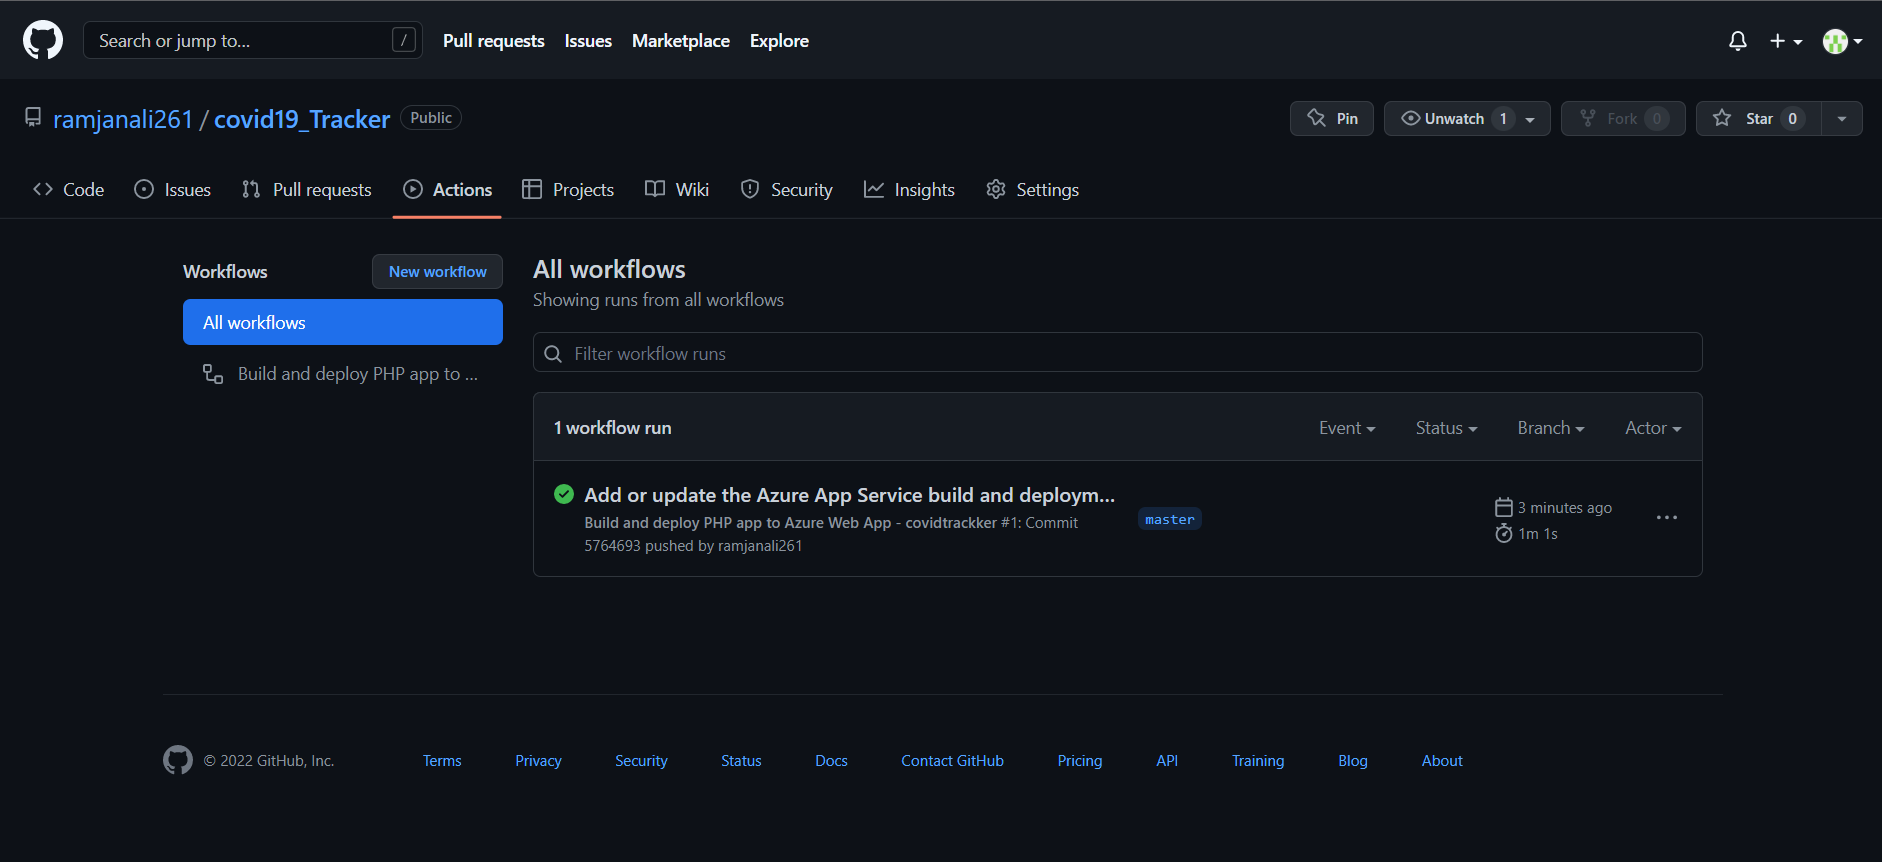 Search or jump to...
/
Pull requests
Issues
Marketplace
Explore
ramjanali261 / covid19_Tracker
Public
Pin
Unwatch 1
Fork 0
Star 0
Code
Issues
Pull requests
Actions
Projects
Wiki
Security
Insights
Settings
Workflows
New workflow
All workflows
Build and deploy PHP app to ...
All workflows
Showing runs from all workflows
Filter workflow runs
1 workflow run
Event
Status
Branch
Actor
Add or update the Azure App Service build and deploym...
Build and deploy PHP app to Azure Web App - covidtrackker #1: Commit
5764693 pushed by ramjanali261
master
3 minutes ago
1m 1s
© 2022 GitHub, Inc.
Terms
Privacy
Security
Status
Docs
Contact GitHub
Pricing
API
Training
Blog
About